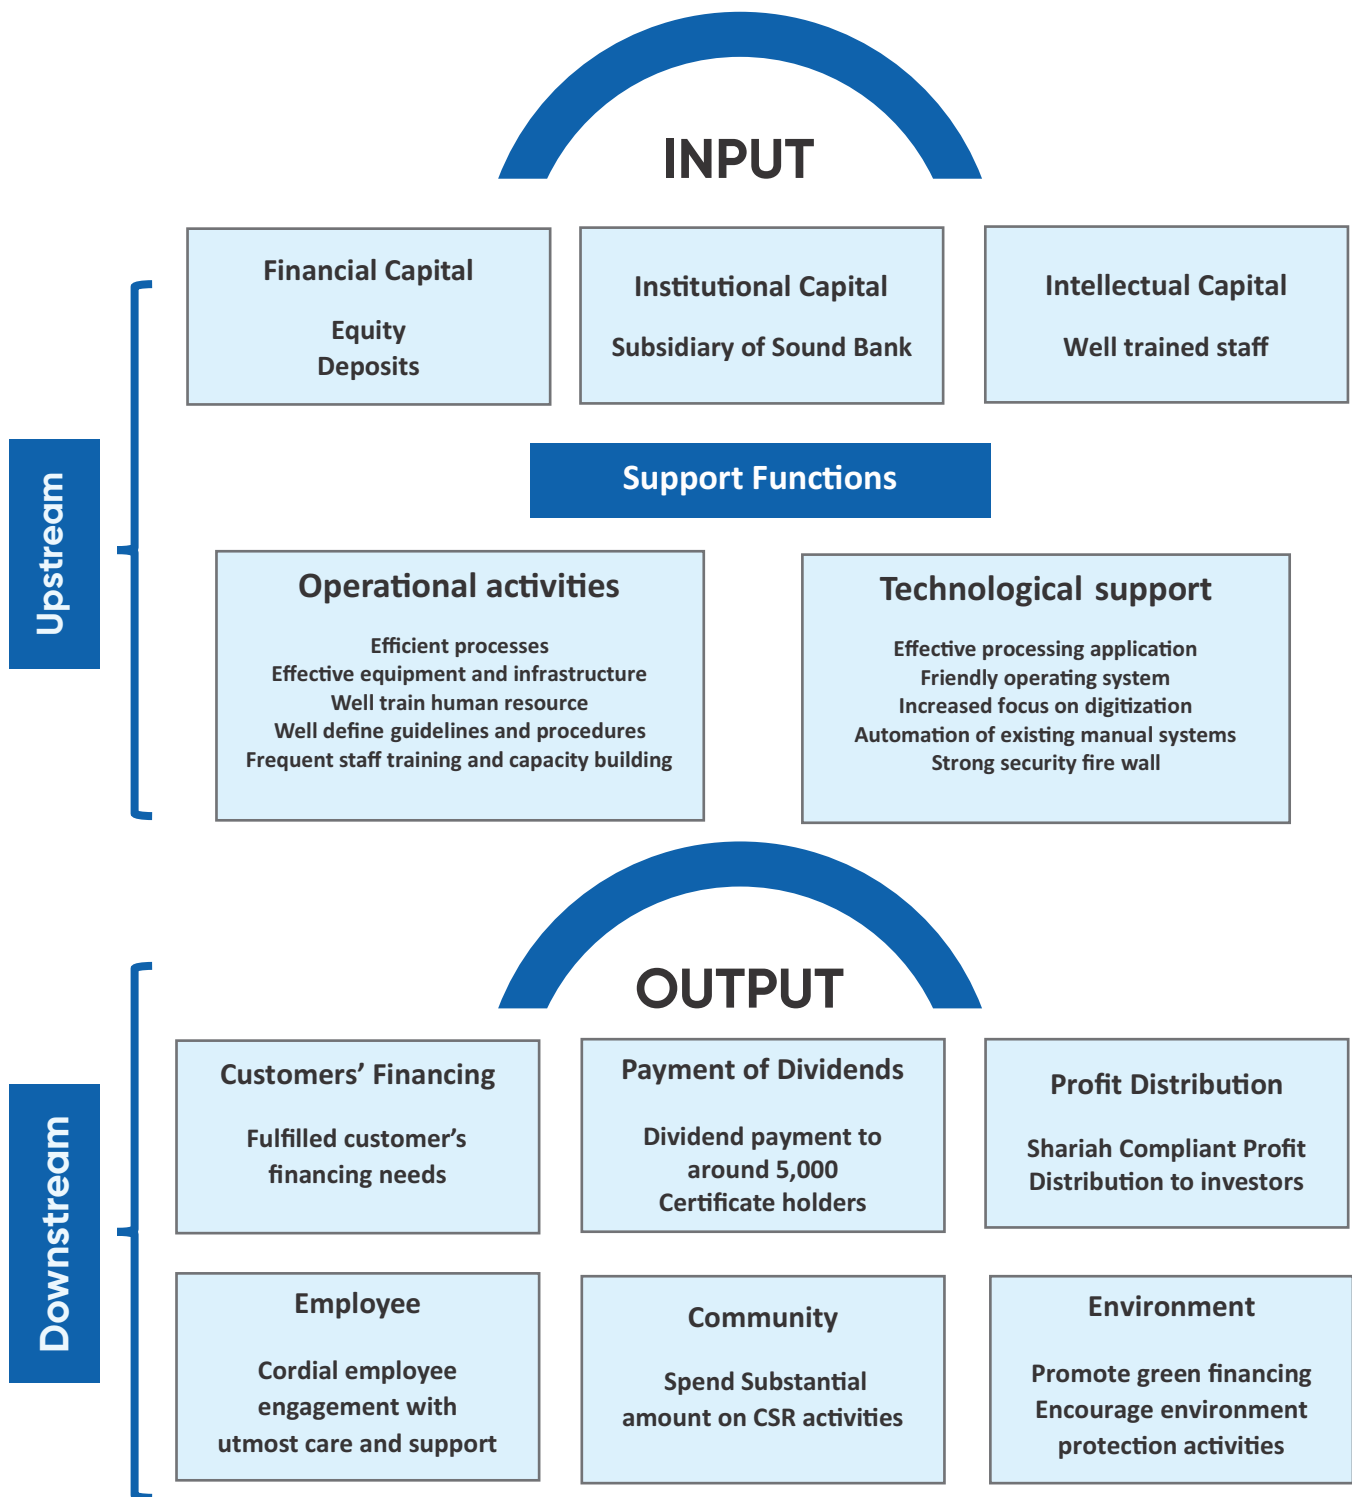 INPUT
Financial Capital
Equity
Deposits
Institutional Capital
Subsidiary of Sound Bank
Intellectual Capital
Well trained staff
Upstream
Support Functions
Operational activities
Efficient processes
Effective equipment and infrastructure
Well train human resource
Well define guidelines and procedures
Frequent staff training and capacity building
Technological support
Effective processing application
Friendly operating system
Increased focus on digitization
Automation of existing manual systems
Strong security fire wall
OUTPUT
Downstream
Customers’ Financing
Fulfilled customer’s
financing needs
Payment of Dividends
Dividend payment to
around 5,000
Certificate holders
Profit Distribution
Shariah Compliant Profit
Distribution to investors
Employee
Cordial employee
engagement with
utmost care and support
Community
Spend Substantial
amount on CSR activities
Environment
Promote green financing
Encourage environment
protection activities